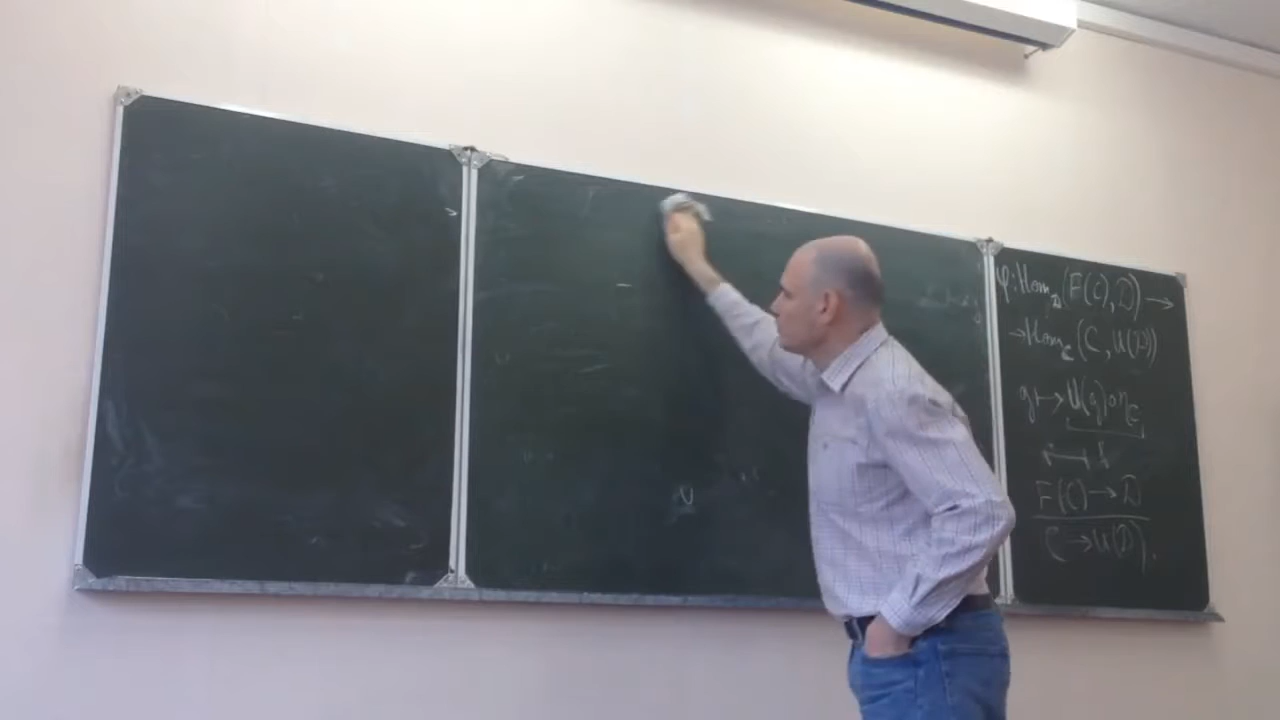 φ: Hom_D(F(C), D) →
→ Hom_C(C, U(D))
g ↦ U(g)∘η_C
F(C) → D
C → U(D).